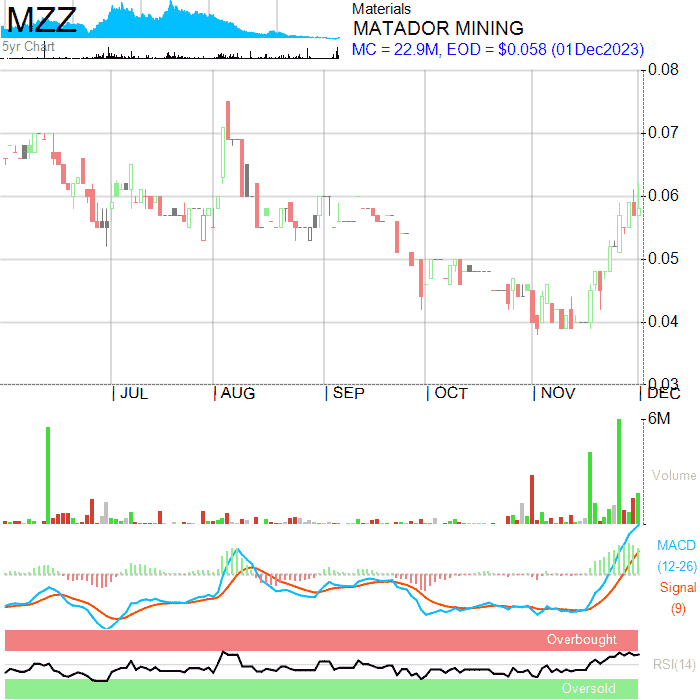 MZZ
5yr Chart
Materials
MATADOR MINING
MC = 22.9M, EOD = $0.058 (01Dec2023)
0.08
0.07
0.06
0.05
0.04
0.03
JUL AUG SEP OCT NOV DEC
6M
Volume
MACD
(12-26)
Signal
(9)
Overbought
RSI(14)
Oversold